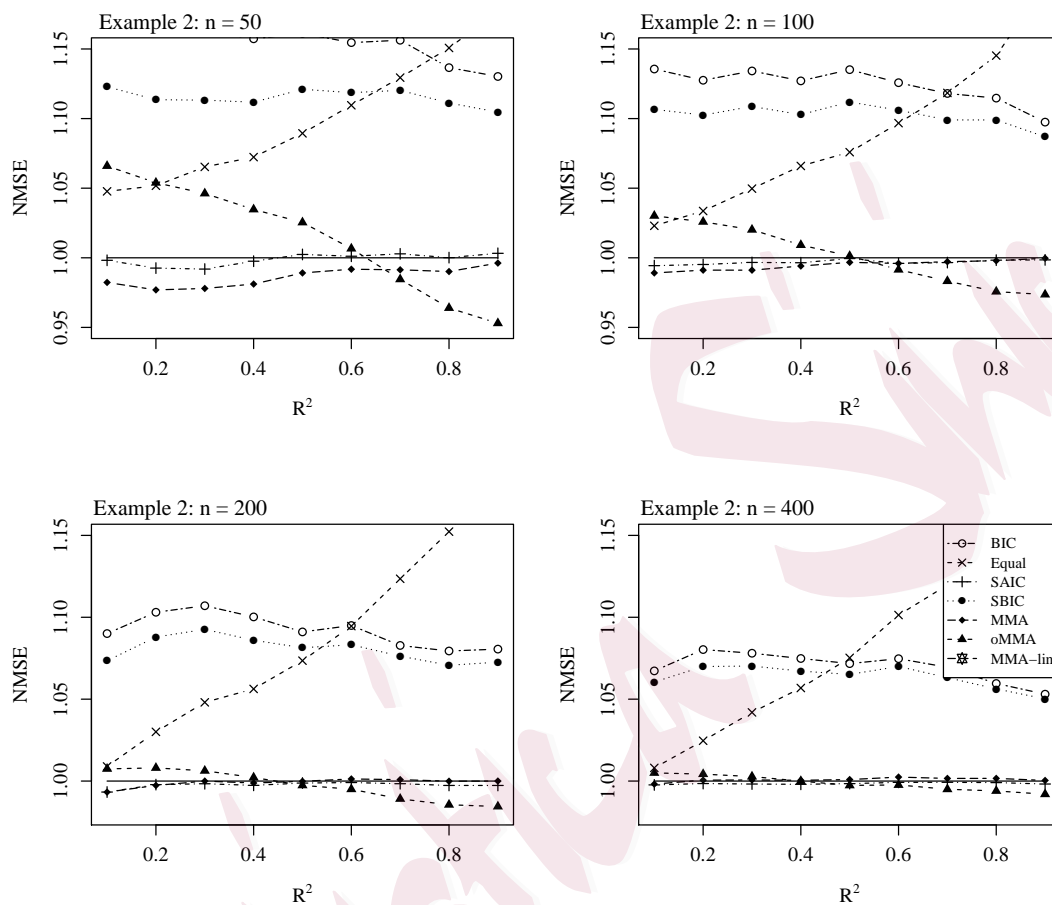 Example 2: n = 50
NMSE
0.95 1.00 1.05 1.10 1.15
0.2 0.4 0.6 0.8
R²
Example 2: n = 100
NMSE
0.95 1.00 1.05 1.10 1.15
0.2 0.4 0.6 0.8
R²
Example 2: n = 200
NMSE
1.00 1.05 1.10 1.15
0.2 0.4 0.6 0.8
R²
Example 2: n = 400
NMSE
1.00 1.05 1.10 1.15
0.2 0.4 0.6 0.8
R²
BIC
Equal
SAIC
SBIC
MMA
oMMA
MMA−lin